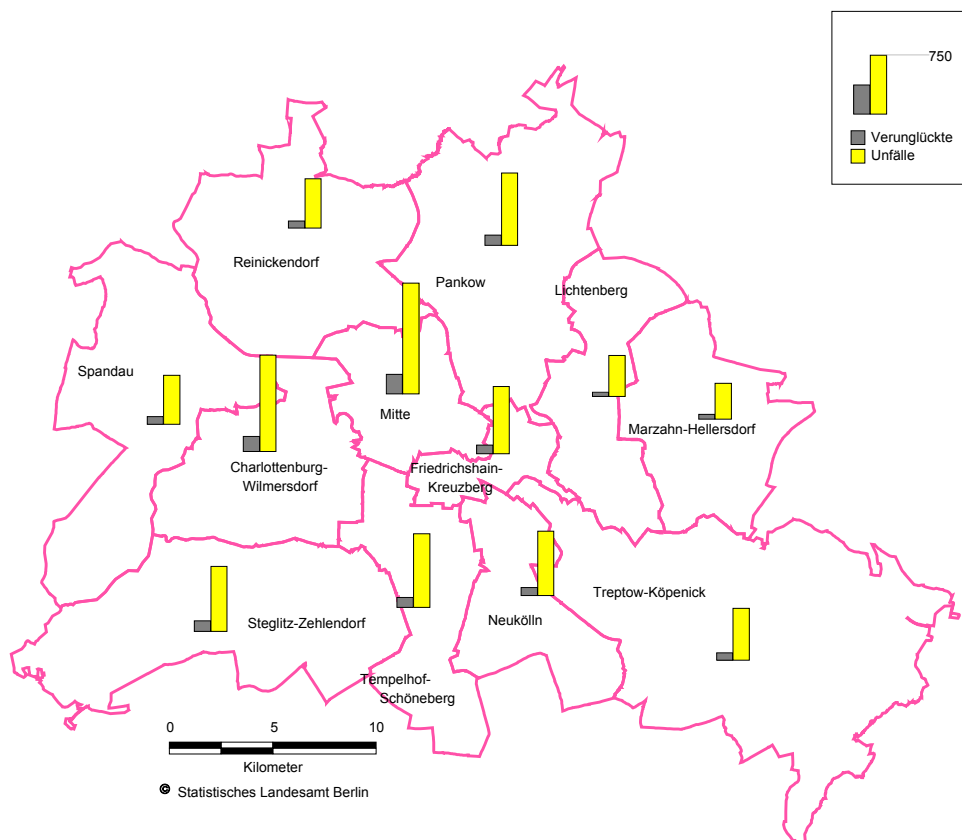 750
Verunglückte
Unfälle
Reinickendorf
Pankow
Lichtenberg
Spandau
Mitte
Marzahn-Hellersdorf
Charlottenburg-
Wilmersdorf
Friedrichshain-
Kreuzberg
Treptow-Köpenick
Steglitz-Zehlendorf
Neukölln
Tempelhof-
Schöneberg
0 5 10
Kilometer
© Statistisches Landesamt Berlin